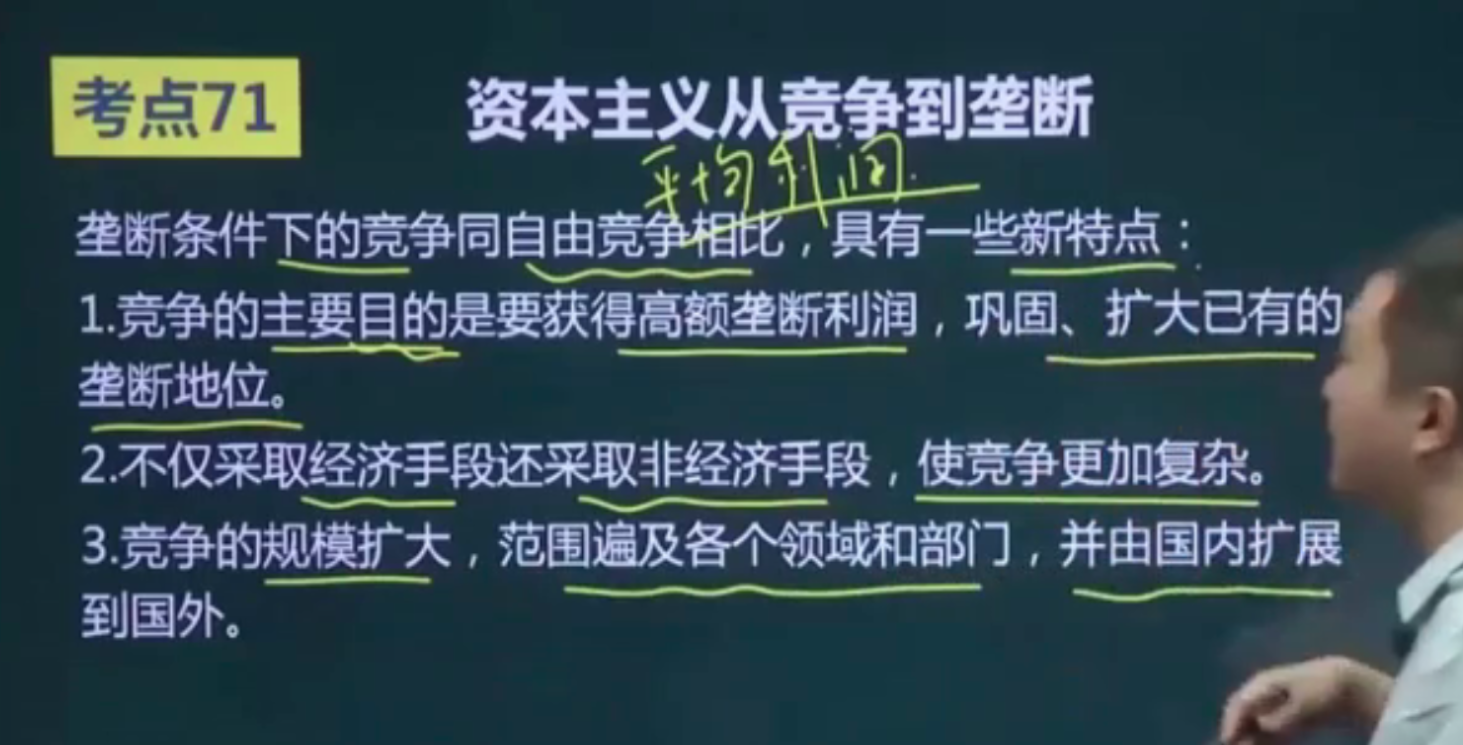 考点71
资本主义从竞争到垄断
平均利润
垄断条件下的竞争同自由竞争相比，具有一些新特点：
1.竞争的主要目的是要获得高额垄断利润，巩固、扩大已有的
垄断地位。
2.不仅采取经济手段还采取非经济手段，使竞争更加复杂。
3.竞争的规模扩大，范围遍及各个领域和部门，并由国内扩展
到国外。